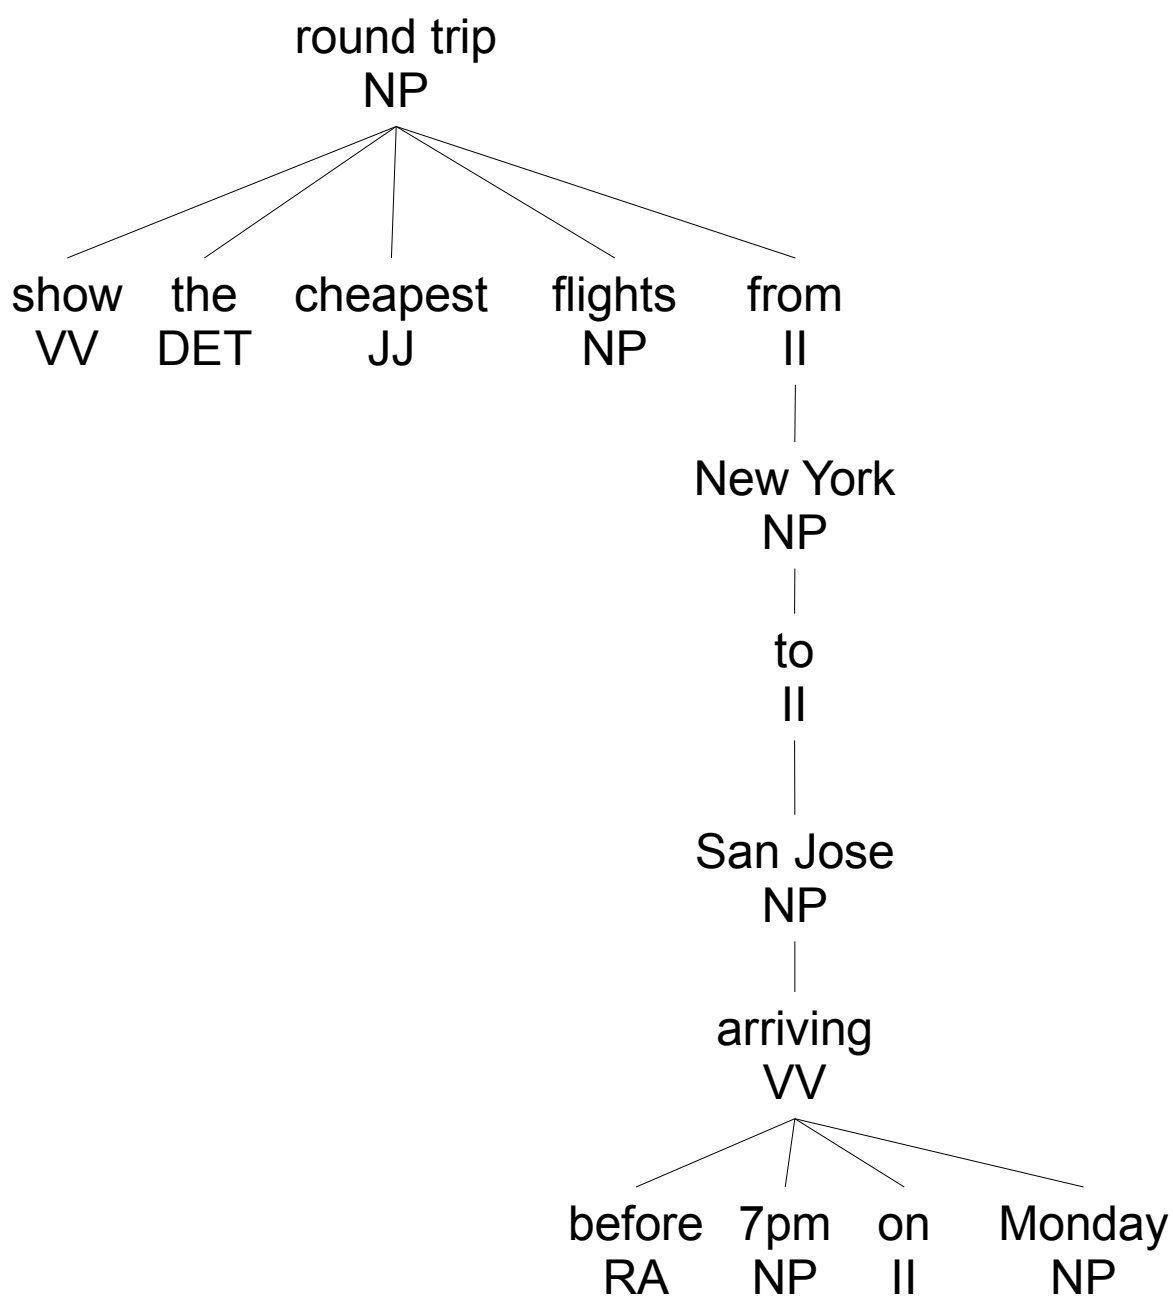 round trip
NP
show the cheapest flights from
VV DET JJ NP II
New York
NP
to
II
San Jose
NP
arriving
VV
before 7pm on Monday
RA NP II NP